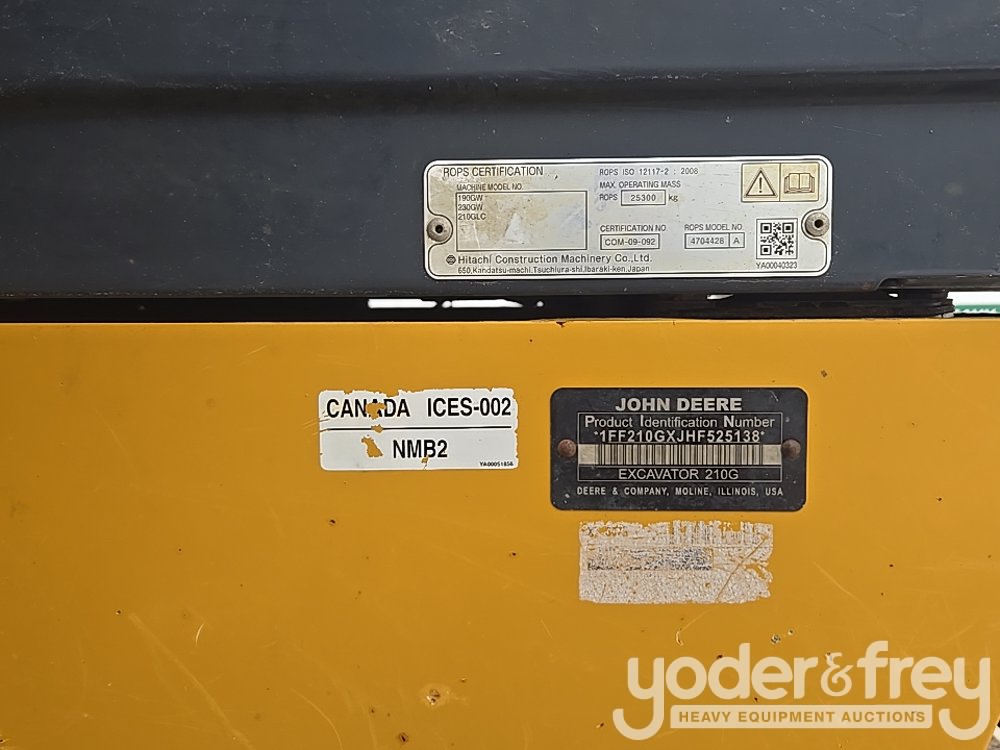 ROPS CERTIFICATION
MACHINE MODEL NO.
190GW
230GW
210GLC
ROPS ISO 12117-2 : 2008
MAX. OPERATING MASS
ROPS 25300 kg
CERTIFICATION NO.
COM-09-092
ROPS MODEL NO.
4704428 A
YA00040323
Hitachi Construction Machinery Co.,Ltd.
650,Kandatsu-machi,Tsuchiura-shi,Ibaraki-ken,Japan
CANADA ICES-002
NMB2
YA00051856
JOHN DEERE
Product Identification Number
*1FF210GXJHF525138*
EXCAVATOR 210G
DEERE & COMPANY, MOLINE, ILLINOIS, USA
yoder&frey
HEAVY EQUIPMENT AUCTIONS